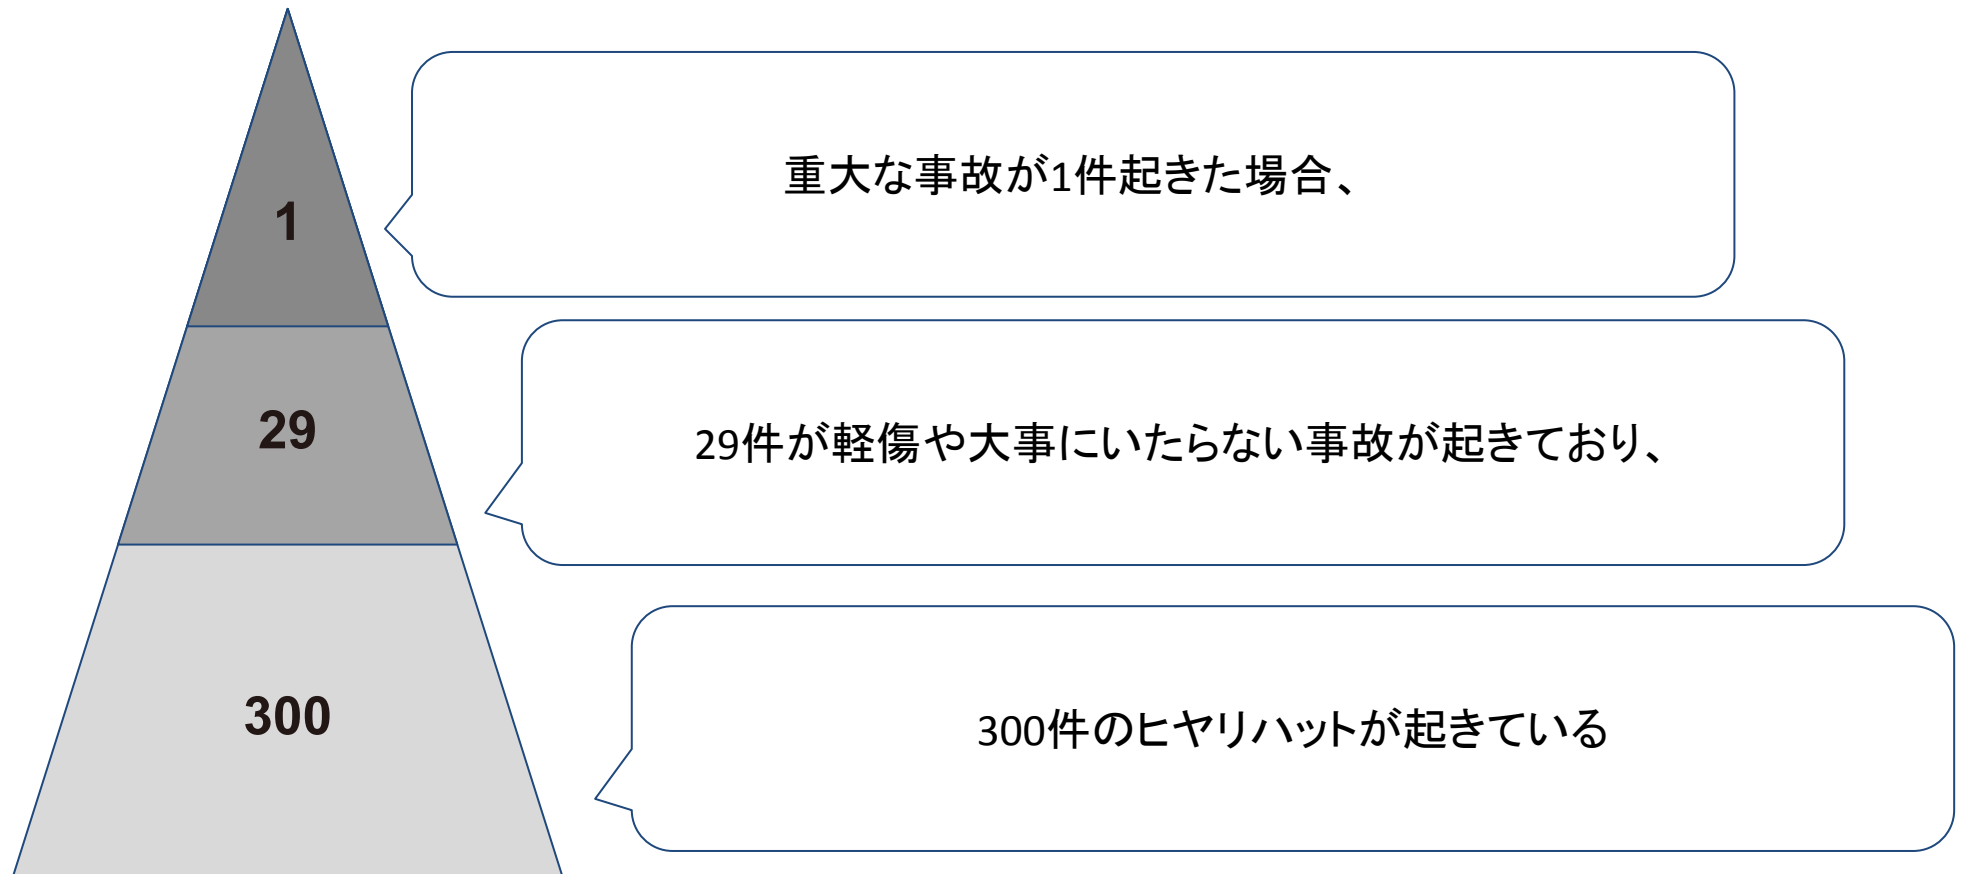 1
重大な事故が1件起きた場合、
29
29件が軽傷や大事にいたらない事故が起きており、
300
300件のヒヤリハットが起きている